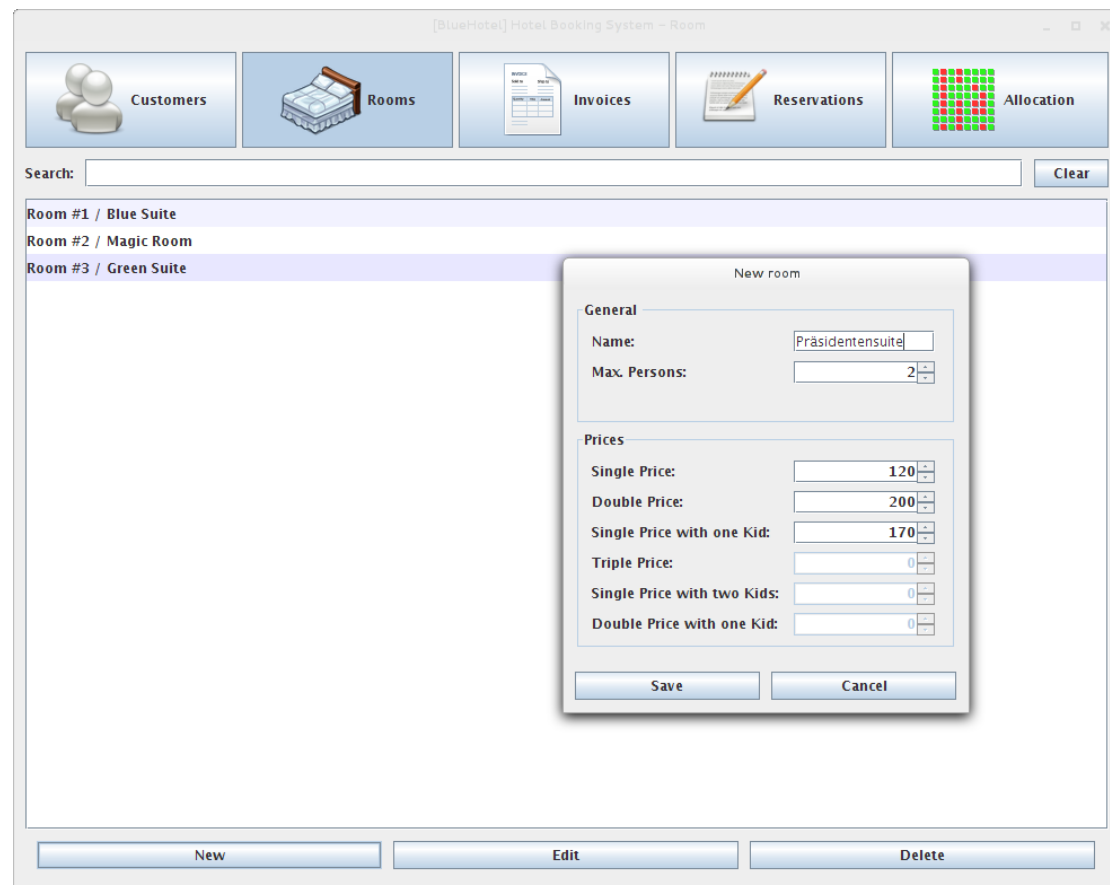 [BlueHotel] Hotel Booking System – Room
Customers
Rooms
Invoices
Reservations
Allocation
Search:
Clear
Room #1 / Blue Suite
Room #2 / Magic Room
Room #3 / Green Suite
New room
General
Name: Präsidentensuite
Max. Persons: 2
Prices
Single Price: 120
Double Price: 200
Single Price with one Kid: 170
Triple Price: 0
Single Price with two Kids: 0
Double Price with one Kid: 0
Save Cancel
New Edit Delete